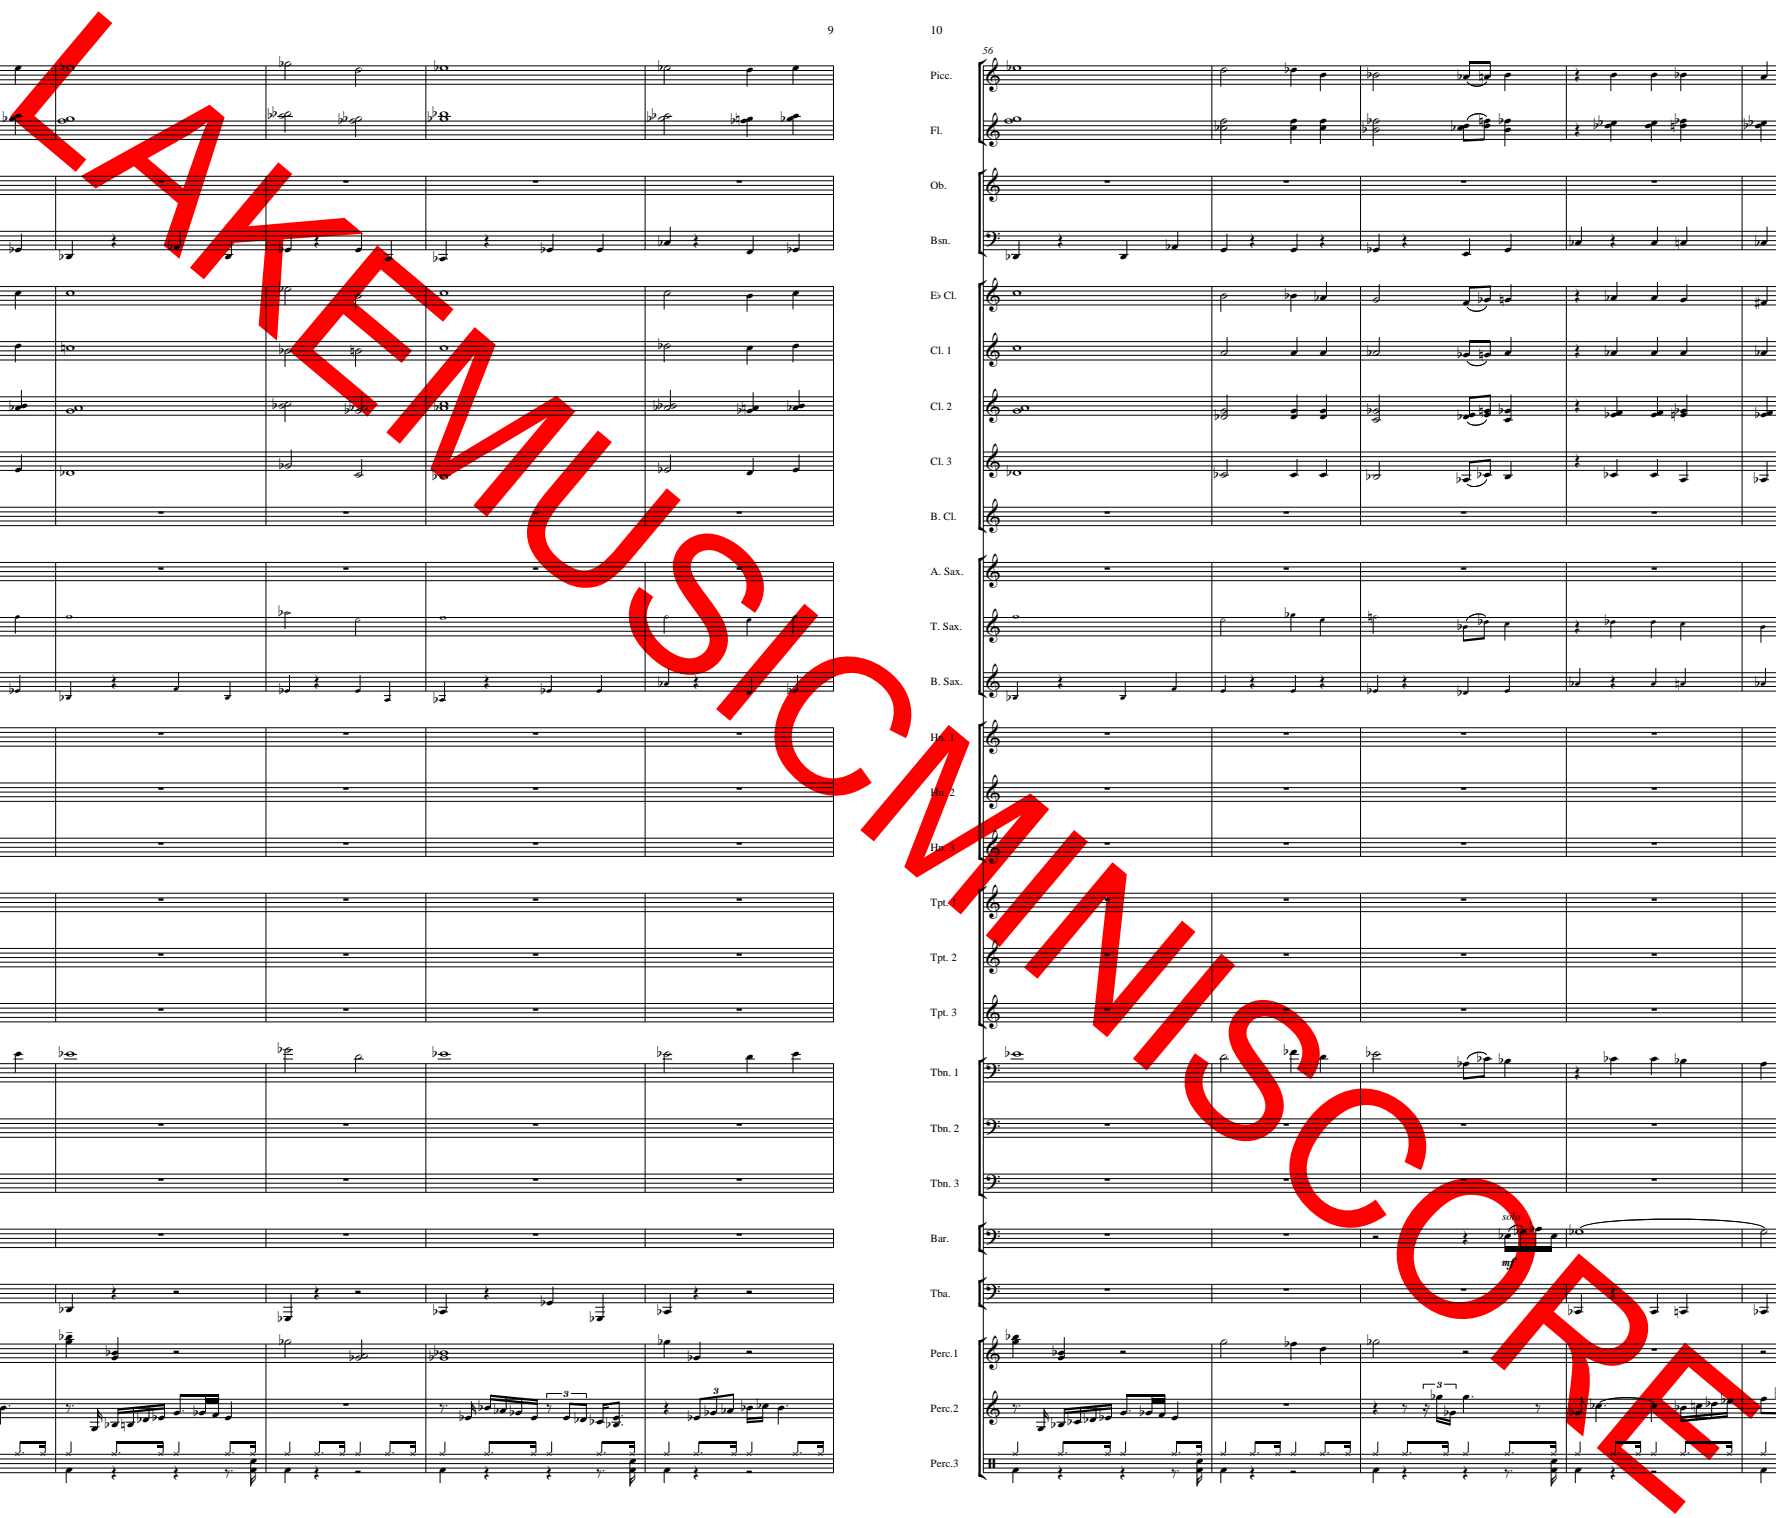 9
10
56
Picc.
Fl.
Ob.
Bsn.
E♭ Cl.
Cl. 1
Cl. 2
Cl. 3
B. Cl.
A. Sax.
T. Sax.
B. Sax.
Hn. 1
Hn. 2
Hn. 3
Tpt. 1
Tpt. 2
Tpt. 3
Tbn. 1
Tbn. 2
Tbn. 3
solo
Bar.
mf
Tba.
Perc.1
3
3
3
Perc.2
Perc.3
LAKEMUSICMINISCORE